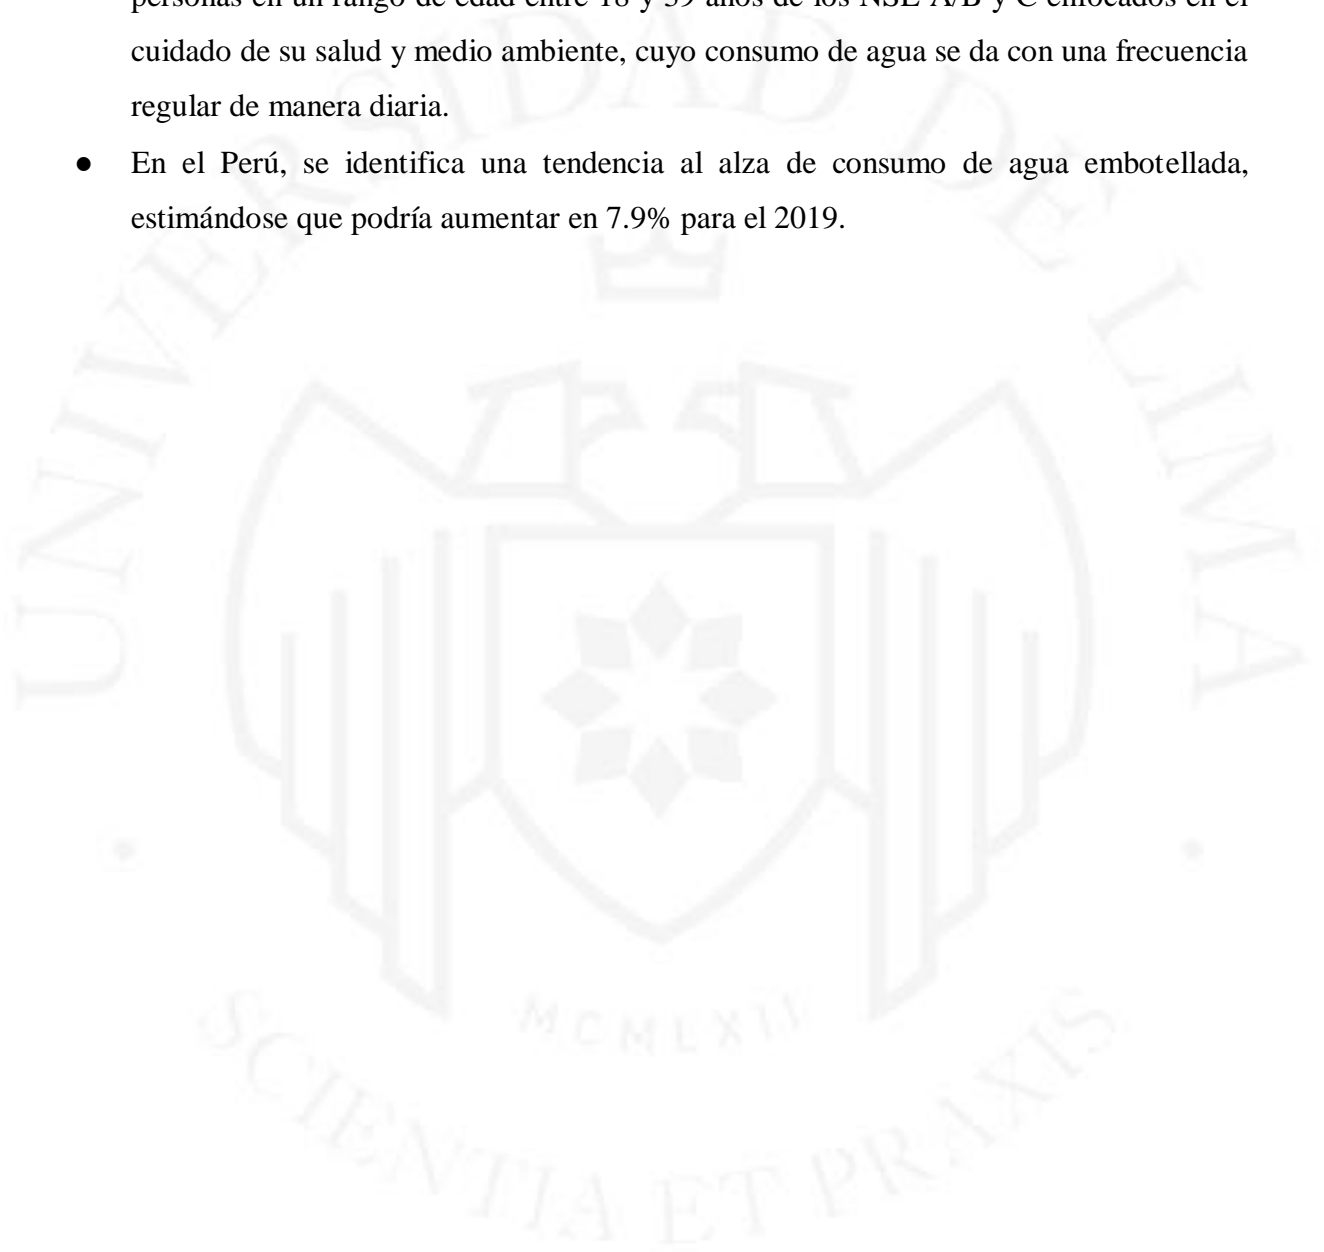 personas en un rango de edad entre 18 y años de los NSE A/B y C enfocados en el
cuidado de su salud y medio ambiente, cuyo consumo de agua se da con una frecuencia
regular de manera diaria.
● En el Perú, se identifica una tendencia al alza de consumo de agua embotellada,
estimándose que podría aumentar en 7.9% para el 2019.
UNIVERSIDAD DE LIMA
MCMLXII
SCIENTIA ET PRAXIS